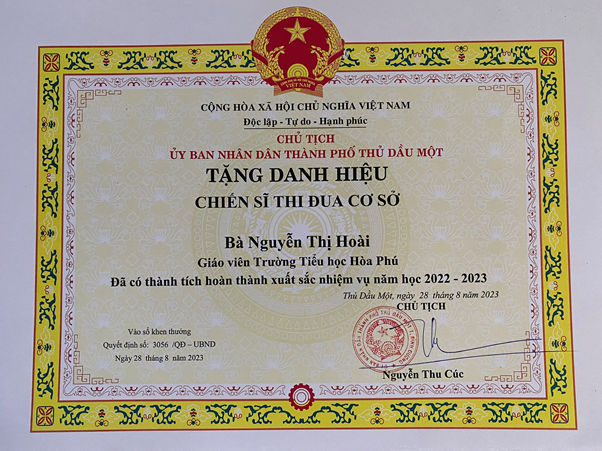 VIỆT NAM
CỘNG HÒA XÃ HỘI CHỦ NGHĨA VIỆT NAM
Độc lập - Tự do - Hạnh phúc
CHỦ TỊCH
ỦY BAN NHÂN DÂN THÀNH PHỐ THỦ DẦU MỘT
TẶNG DANH HIỆU
CHIẾN SĨ THI ĐUA CƠ SỞ
Bà Nguyễn Thị Hoài
Giáo viên Trường Tiểu học Hòa Phú
Đã có thành tích hoàn thành xuất sắc nhiệm vụ năm học 2022 - 2023
Thủ Dầu Một, ngày 28 tháng 8 năm 2023
CHỦ TỊCH
Vào sổ khen thưởng
Quyết định số: 3056 /QĐ - UBND
Ngày 28 tháng 8 năm 2023
Nguyễn Thu Cúc